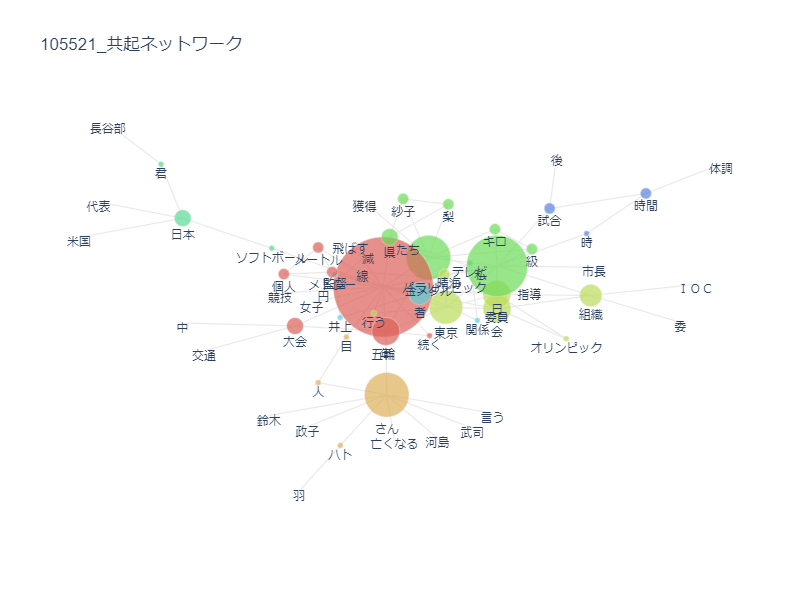 105521_共起ネットワーク
長谷部
後
体調
君
代表
獲得
紗子
時間
梨
試合
日本
米国
キロ
県たち
時
飛ばす
ソフトボール
減
級
テレビ
市長
線
私
個人
監督
ＩＯＣ
競技
円
指導
女子
日
者
組織
委員
中
井上
行う
委
東京
関係
会
大会
目
続く
オリンピック
交通
五輪
人
鈴木
言う
政子
さん
武司
亡くなる
河島
ハト
羽